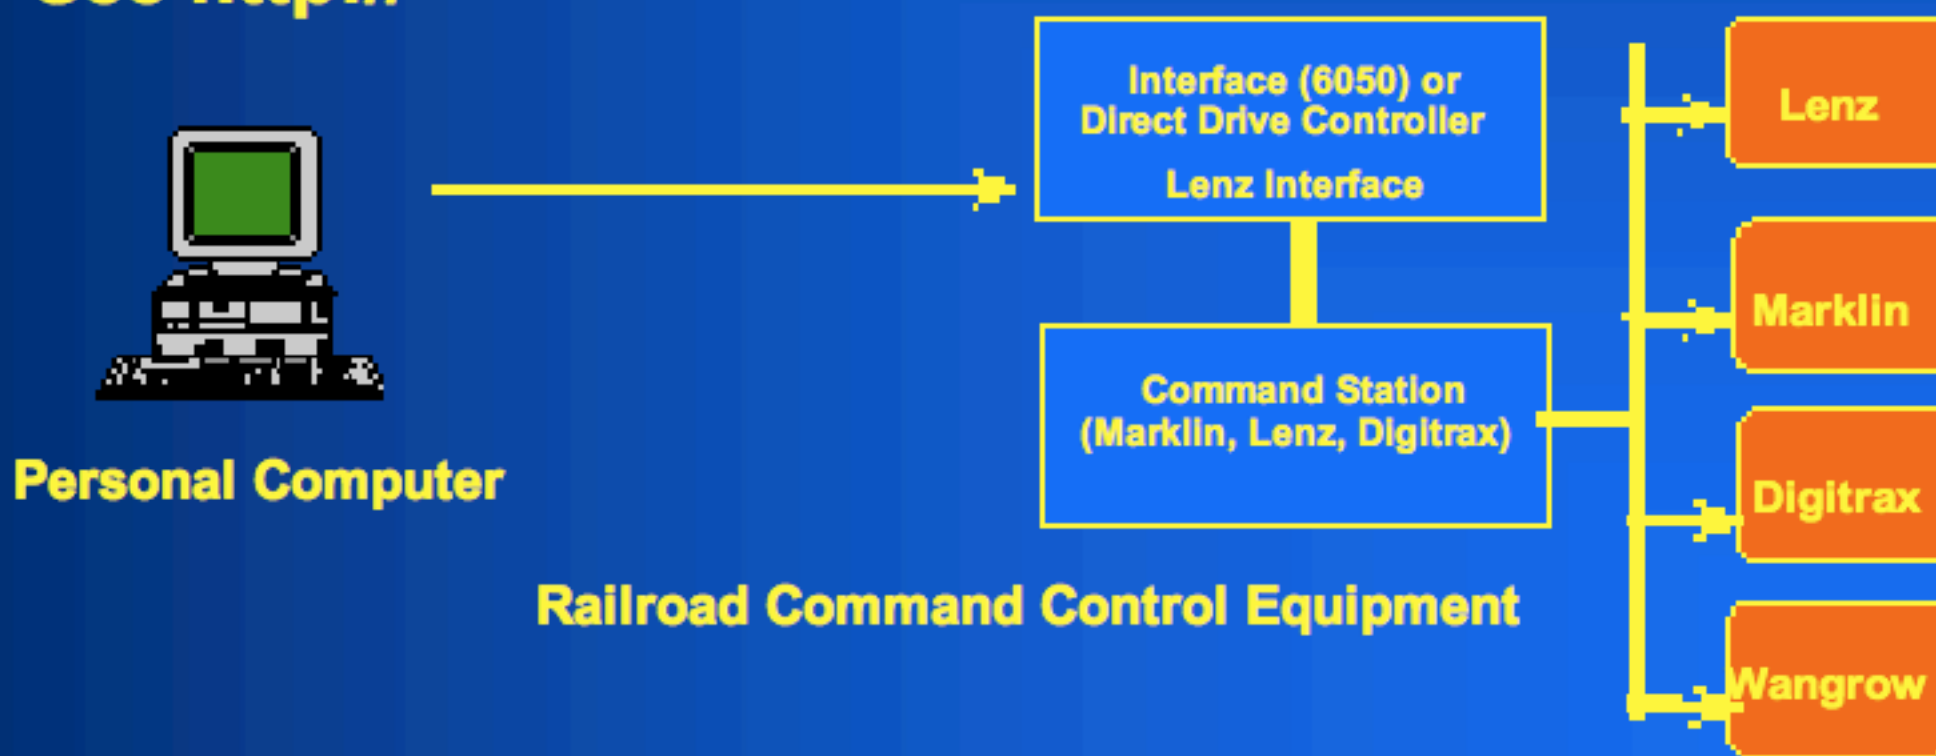 Interface (6050) or
Direct Drive Controller
Lenz Interface
Lenz
Marklin
Command Station
(Marklin, Lenz, Digitrax)
Personal Computer
Digitrax
Railroad Command Control Equipment
Wangrow